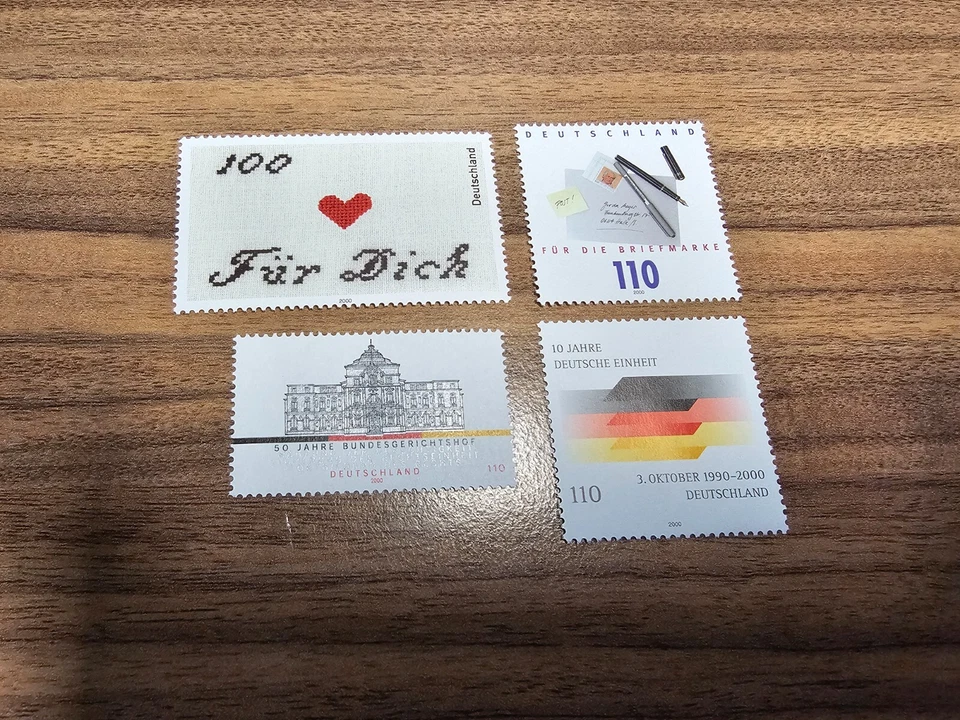 100
Deutschland
Für Dich
2000
DEUTSCHLAND
POST!
FÜR DIE BRIEFMARKE
110
2000
50 JAHRE BUNDESGERICHTSHOF
DEUTSCHLAND
110
2000
10 JAHRE
DEUTSCHE EINHEIT
3. OKTOBER 1990–2000
110
DEUTSCHLAND
2000